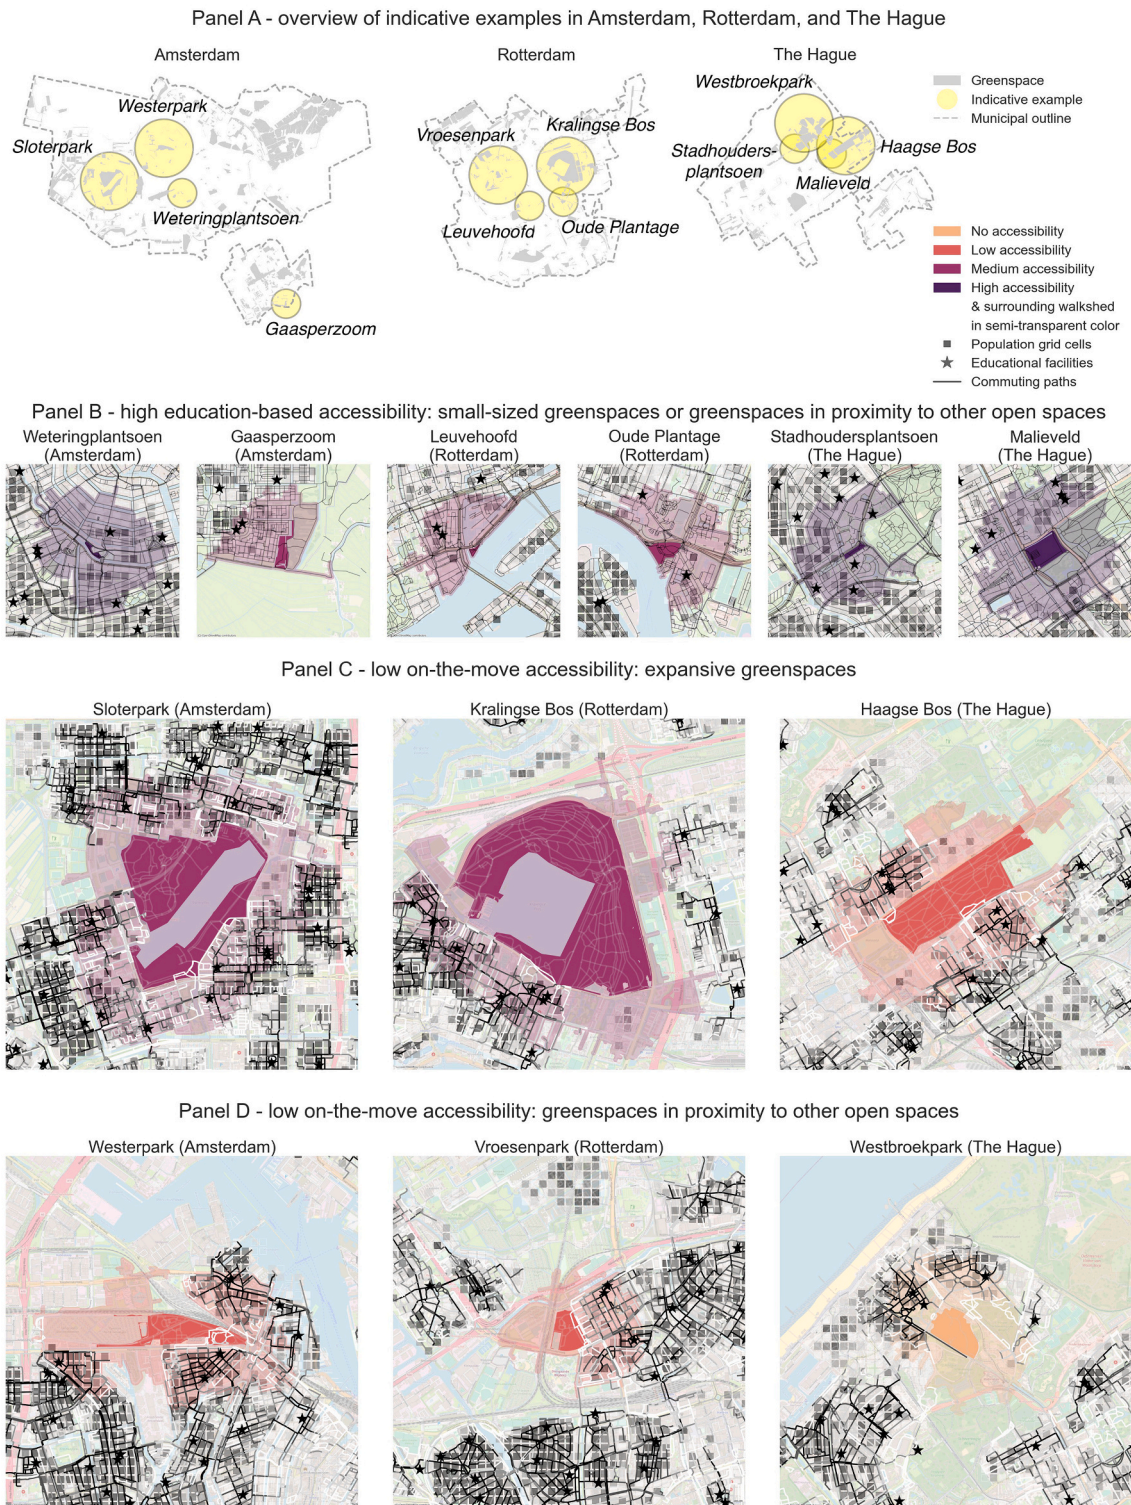 Panel A - overview of indicative examples in Amsterdam, Rotterdam, and The Hague
Amsterdam
Rotterdam
The Hague
Westerpark
Sloterpark
Weteringplantsoen
Gaasperzoom
Vroesenpark
Kralingse Bos
Leuvehoofd
Oude Plantage
Westbroekpark
Stadhouders-
plantsoen
Malieveld
Haagse Bos
Greenspace
Indicative example
Municipal outline
No accessibility
Low accessibility
Medium accessibility
High accessibility
& surrounding walkshed
in semi-transparent color
Population grid cells
Educational facilities
Commuting paths
Panel B - high education-based accessibility: small-sized greenspaces or greenspaces in proximity to other open spaces
Weteringplantsoen
(Amsterdam)
Gaasperzoom
(Amsterdam)
Leuvehoofd
(Rotterdam)
Oude Plantage
(Rotterdam)
Stadhoudersplantsoen
(The Hague)
Malieveld
(The Hague)
Panel C - low on-the-move accessibility: expansive greenspaces
Sloterpark (Amsterdam)
Kralingse Bos (Rotterdam)
Haagse Bos (The Hague)
Panel D - low on-the-move accessibility: greenspaces in proximity to other open spaces
Westerpark (Amsterdam)
Vroesenpark (Rotterdam)
Westbroekpark (The Hague)